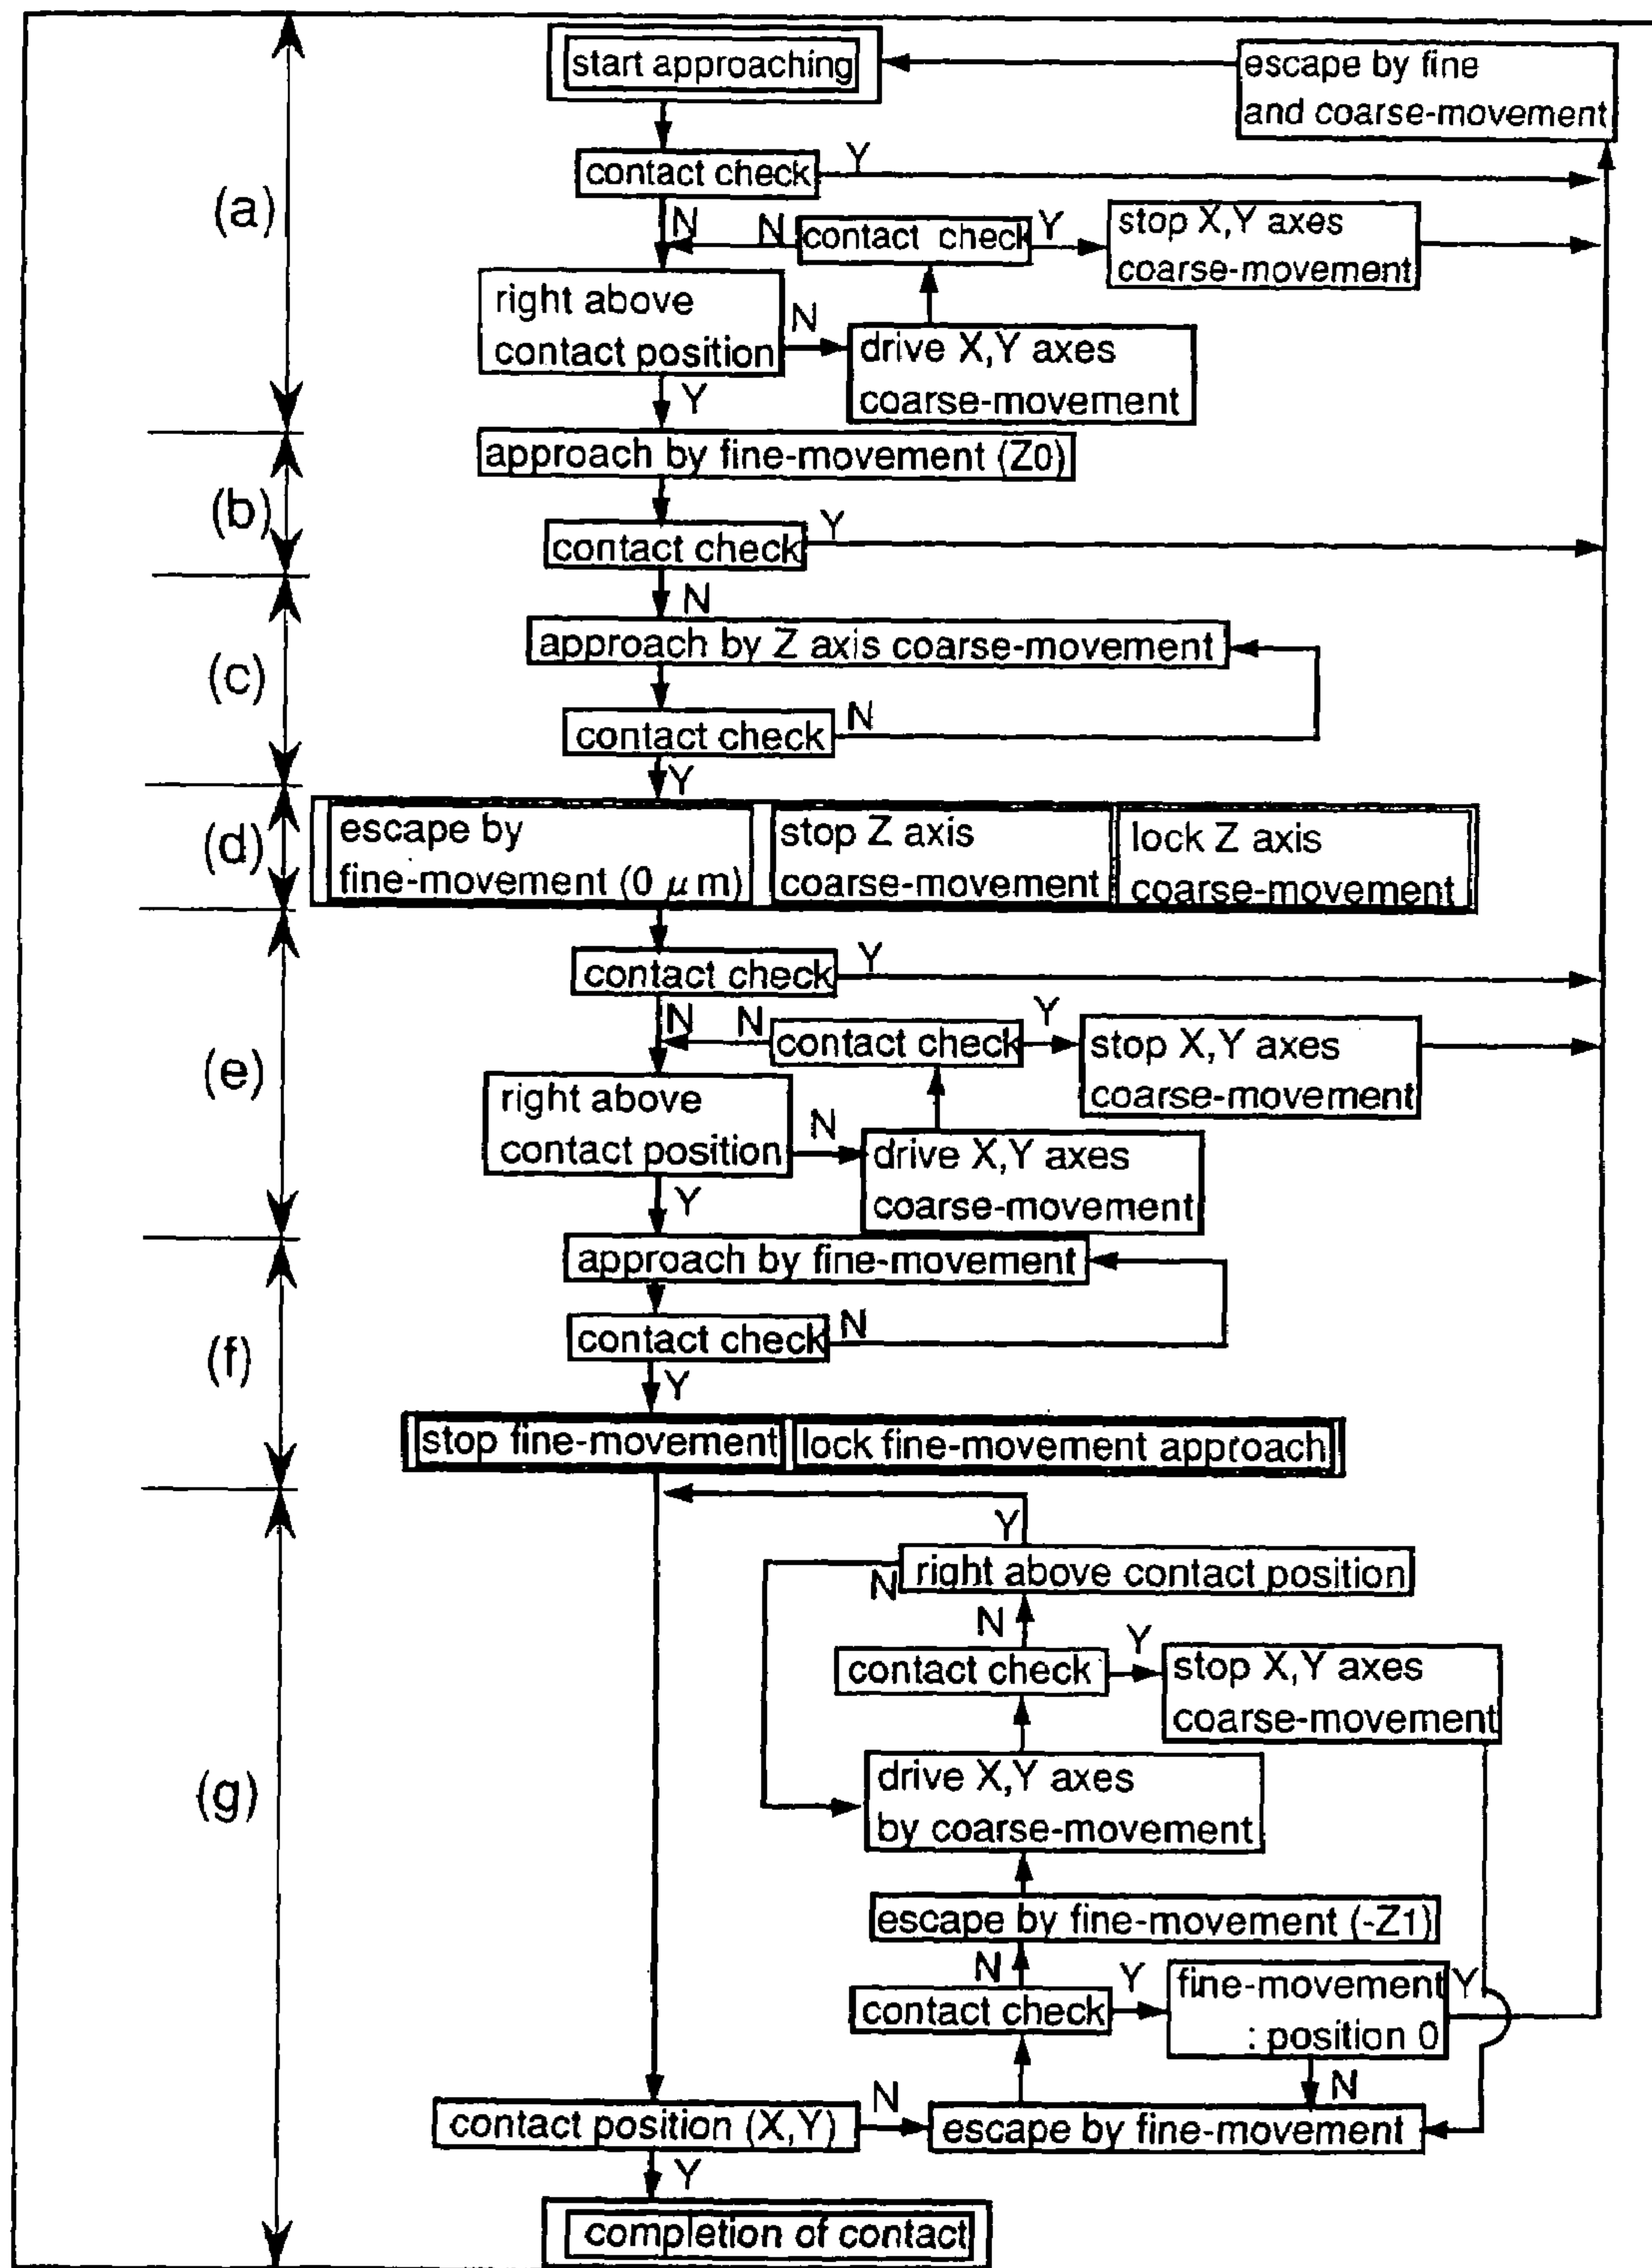 start approaching
escape by fine
and coarse-movement
contact check
Y
(a)
N
N
contact check
Y
stop X,Y axes
coarse-movement
right above
contact position
N
drive X,Y axes
coarse-movement
Y
approach by fine-movement (Z0)
(b)
contact check
Y
N
approach by Z axis coarse-movement
(c)
contact check
N
Y
(d)
escape by
fine-movement (0 μm)
stop Z axis
coarse-movement
lock Z axis
coarse-movement
contact check
Y
N
N
contact check
Y
stop X,Y axes
coarse-movement
(e)
right above
contact position
N
drive X,Y axes
coarse-movement
Y
approach by fine-movement
contact check
N
(f)
Y
stop fine-movement
lock fine-movement approach
Y
right above contact position
N
N
contact check
Y
stop X,Y axes
coarse-movement
(g)
drive X,Y axes
by coarse-movement
escape by fine-movement (-Z1)
N
contact check
Y
fine-movement
: position 0
Y
N
contact position (X,Y)
N
escape by fine-movement
Y
completion of contact